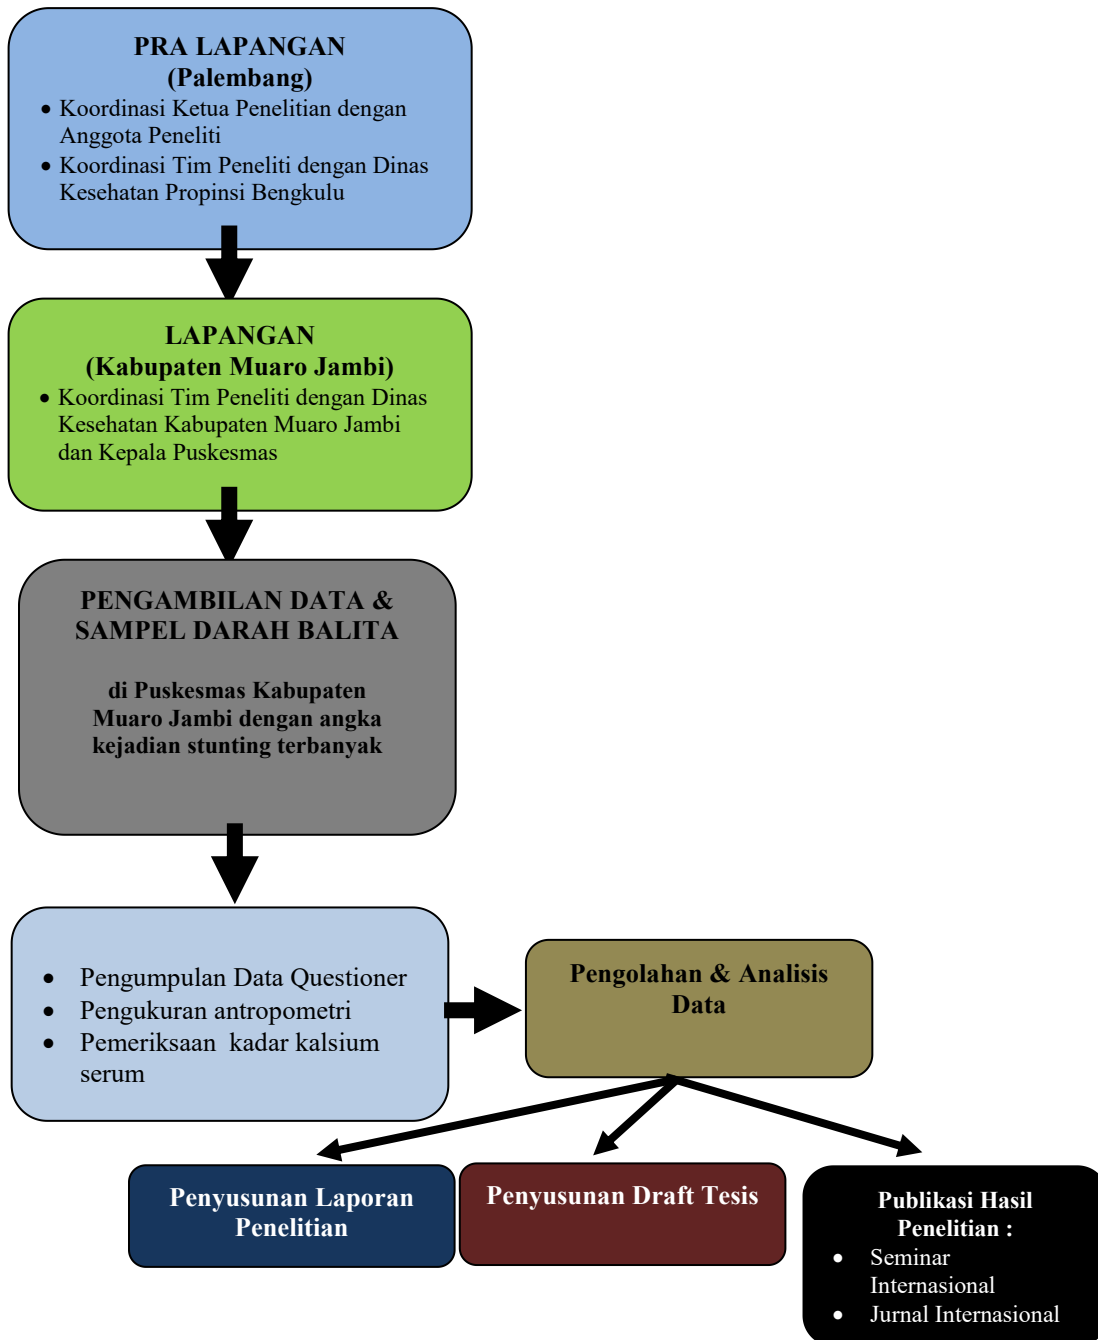 PRA LAPANGAN
(Palembang)
• Koordinasi Ketua Penelitian dengan
Anggota Peneliti
• Koordinasi Tim Peneliti dengan Dinas
Kesehatan Propinsi Bengkulu
LAPANGAN
(Kabupaten Muaro Jambi)
• Koordinasi Tim Peneliti dengan Dinas
Kesehatan Kabupaten Muaro Jambi
dan Kepala Puskesmas
PENGAMBILAN DATA &
SAMPEL DARAH BALITA
di Puskesmas Kabupaten
Muaro Jambi dengan angka
kejadian stunting terbanyak
• Pengumpulan Data Questioner
• Pengukuran antropometri
• Pemeriksaan kadar kalsium
serum
Pengolahan & Analisis
Data
Penyusunan Laporan
Penelitian
Penyusunan Draft Tesis
Publikasi Hasil
Penelitian :
• Seminar
Internasional
• Jurnal Internasional